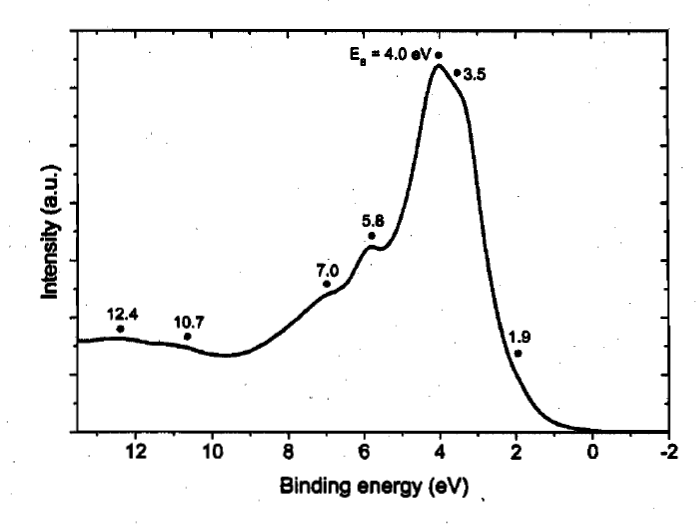 E_B = 4.0 eV
3.5
5.8
7.0
12.4
10.7
1.9
Intensity (a.u.)
12 10 8 6 4 2 0 -2
Binding energy (eV)